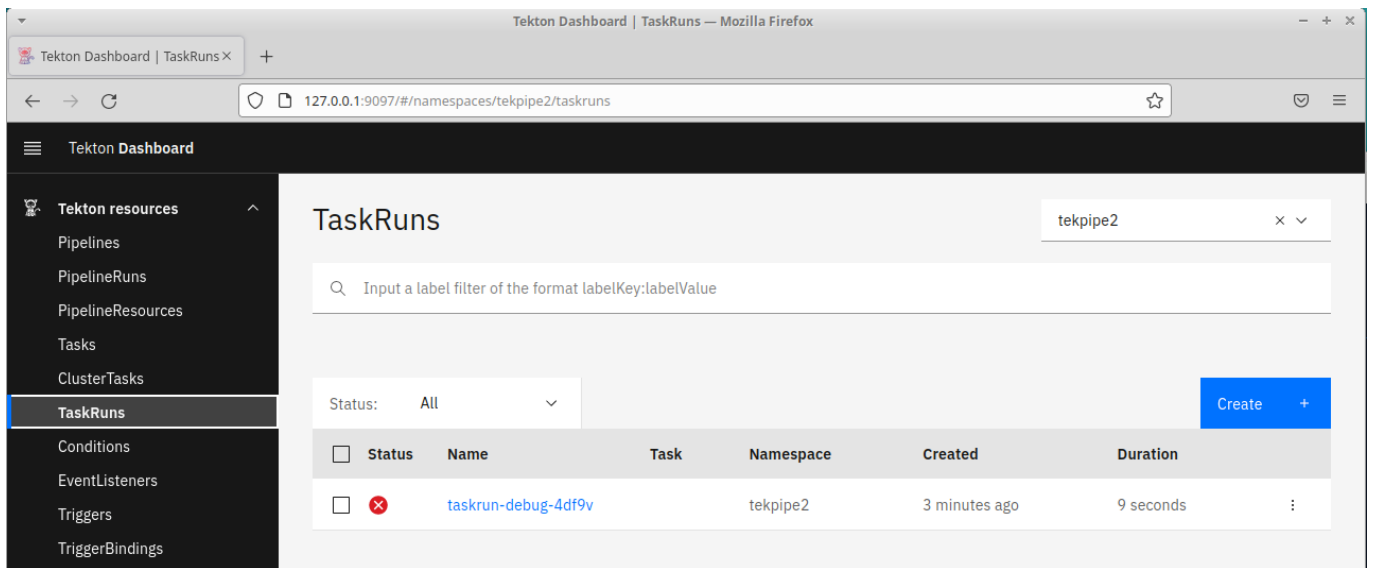 Tekton Dashboard | TaskRuns — Mozilla Firefox
Tekton Dashboard | TaskRuns
127.0.0.1:9097/#/namespaces/tekpipe2/taskruns
Tekton Dashboard
Tekton resources
Pipelines
PipelineRuns
PipelineResources
Tasks
ClusterTasks
TaskRuns
Conditions
EventListeners
Triggers
TriggerBindings
TaskRuns
tekpipe2
Input a label filter of the format labelKey:labelValue
Status: All
Create +
Status Name Task Namespace Created Duration
taskrun-debug-4df9v tekpipe2 3 minutes ago 9 seconds